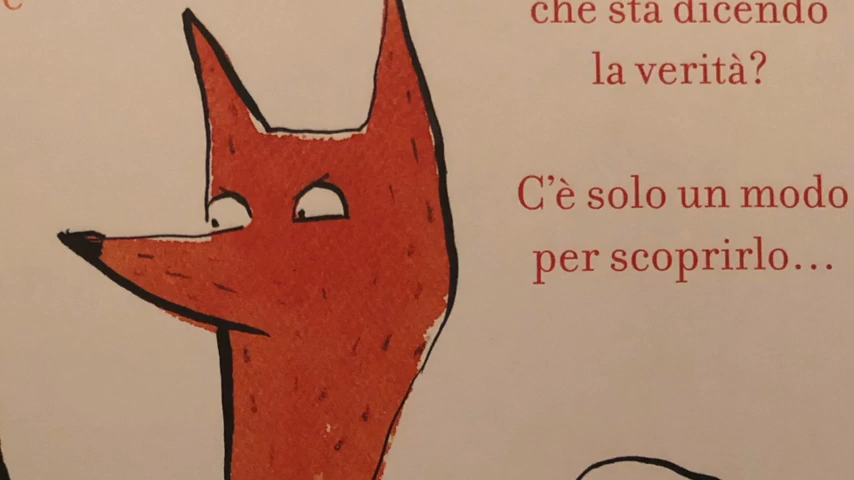 che sta dicendo
la verità?
C'è solo un modo
per scoprirlo...